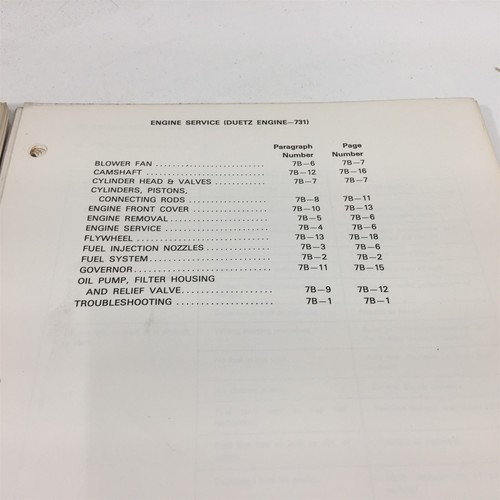 ENGINE SERVICE (DUETZ ENGINE—731)
Paragraph Page
Number Number
BLOWER FAN .......................... 7B—6 7B—7
CAMSHAFT ............................ 7B—12 7B—16
CYLINDER HEAD & VALVES ............ 7B—7 7B—7
CYLINDERS, PISTONS,
CONNECTING RODS .................. 7B—8 7B—11
ENGINE FRONT COVER ................. 7B—10 7B—13
ENGINE REMOVAL ...................... 7B—5 7B—6
ENGINE SERVICE ....................... 7B—4 7B—6
FLYWHEEL ............................. 7B—13 7B—18
FUEL INJECTION NOZZLES .............. 7B—3 7B—6
FUEL SYSTEM .......................... 7B—2 7B—2
GOVERNOR ............................. 7B—11 7B—15
OIL PUMP, FILTER HOUSING
AND RELIEF VALVE ..................... 7B—9 7B—12
TROUBLESHOOTING ..................... 7B—1 7B—1